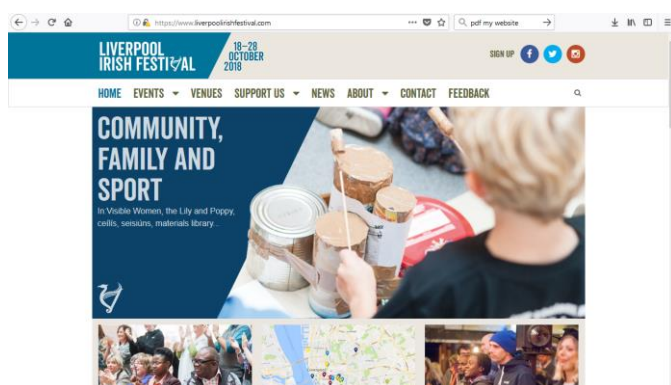 https://www.liverpoolirishfestival.com
pdf my website
LIVERPOOL
IRISH FESTIVAL
18–28
OCTOBER
2018
SIGN UP
HOME EVENTS VENUES SUPPORT US NEWS ABOUT CONTACT FEEDBACK
COMMUNITY,
FAMILY AND
SPORT
In Visible Women, the Lily and Poppy,
ceílís, seisiúns, materials library...